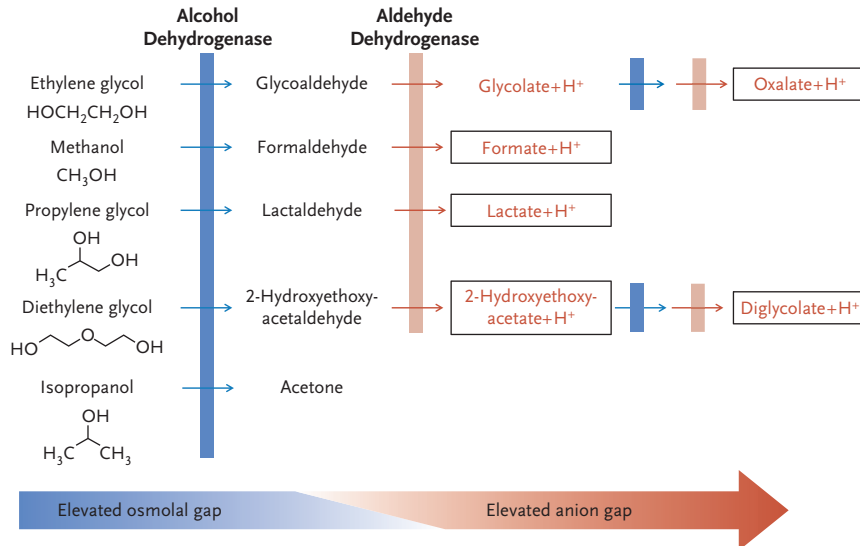 Alcohol
Dehydrogenase
Aldehyde
Dehydrogenase
Ethylene glycol
Glycoaldehyde
Glycolate+H⁺
Oxalate+H⁺
HOCH₂CH₂OH
Methanol
Formaldehyde
Formate+H⁺
CH₃OH
Propylene glycol
Lactaldehyde
Lactate+H⁺
OH
OH
H₃C
Diethylene glycol
2-Hydroxyethoxy-
acetaldehyde
2-Hydroxyethoxy-
acetate+H⁺
Diglycolate+H⁺
HO
O
OH
Isopropanol
Acetone
OH
H₃C
CH₃
Elevated osmolal gap
Elevated anion gap